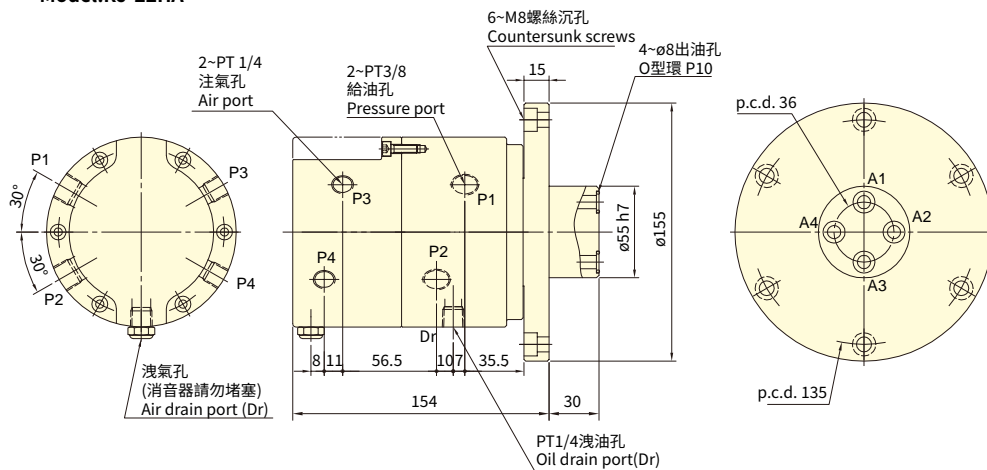 6~M8螺絲沉孔
Countersunk screws
4~ø8出油孔
O型環 P10
2~PT 1/4
注氣孔
Air port
2~PT3/8
給油孔
Pressure port
15
p.c.d. 36
P1
P3
30°
30°
P2
P4
P3
P1
P4
P2
Dr
ø55 h7
ø155
A1
A2
A4
A3
8
11
56.5
10
7
35.5
154
30
洩氣孔
(消音器請勿堵塞)
Air drain port (Dr)
PT1/4洩油孔
Oil drain port(Dr)
p.c.d. 135